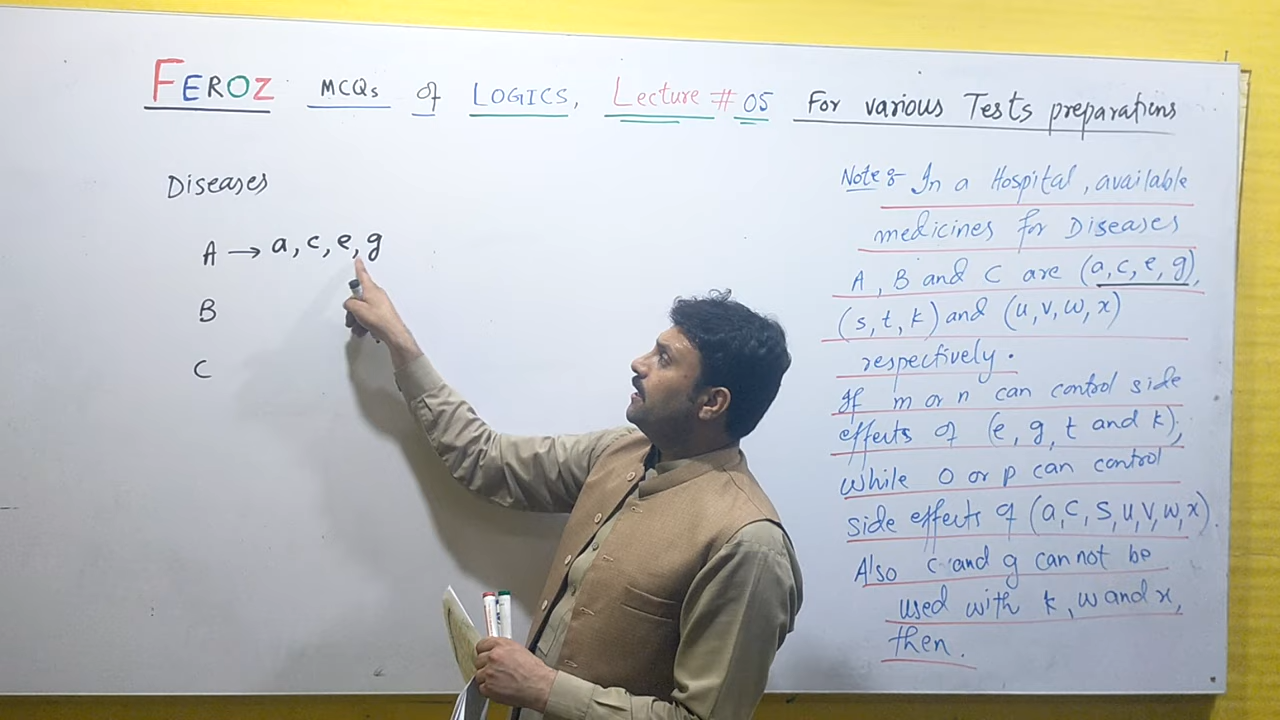 FEROZ MCQs of LOGICS, Lecture # 05 For various Tests preparations
Diseases
A → a, c, e, g
B
C
Note :- In a Hospital, available
medicines for Diseases
A, B and C are (a, c, e, g),
(s, t, k) and (u, v, w, x)
respectively.
If m or n can control side
effects of (e, g, t and k),
while o or p can control
side effects of (a, c, s, u, v, w, x).
Also c and g cannot be
used with k, w and x,
then.